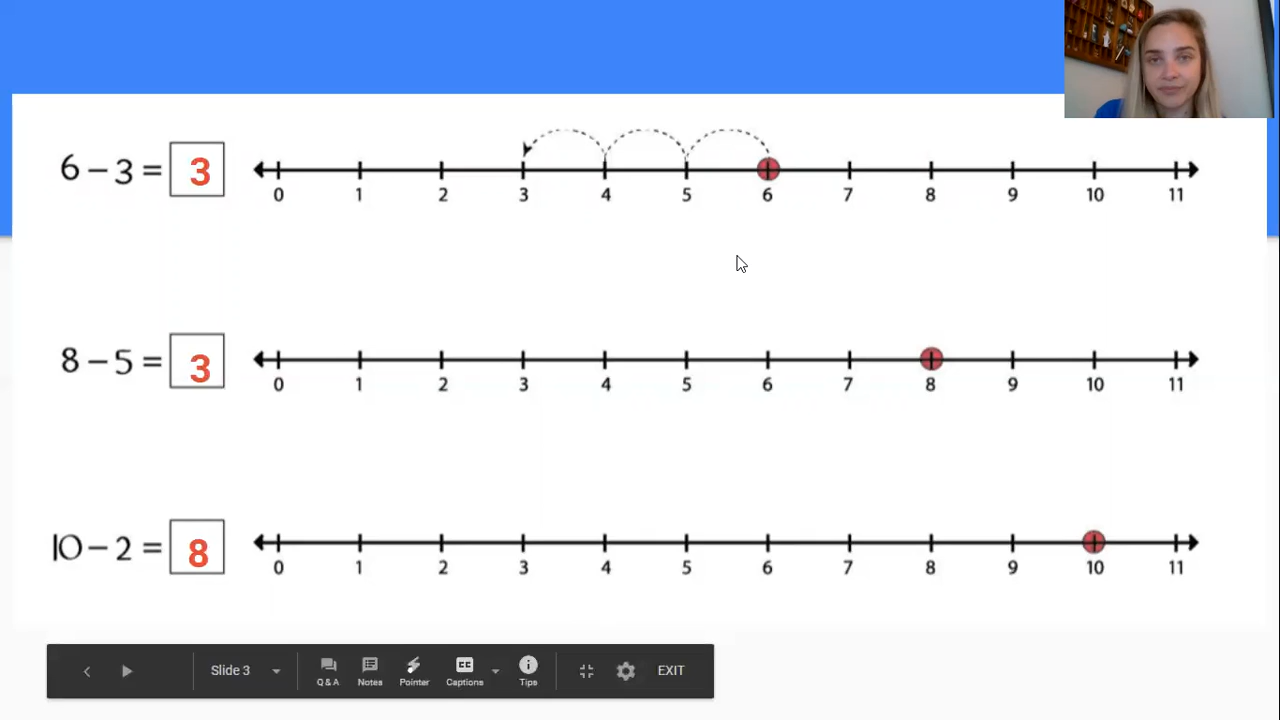 6 − 3 = 3
0 1 2 3 4 5 6 7 8 9 10 11
8 − 5 = 3
0 1 2 3 4 5 6 7 8 9 10 11
10 − 2 = 8
0 1 2 3 4 5 6 7 8 9 10 11
Slide 3 Q & A Notes Pointer CC Captions Tips EXIT